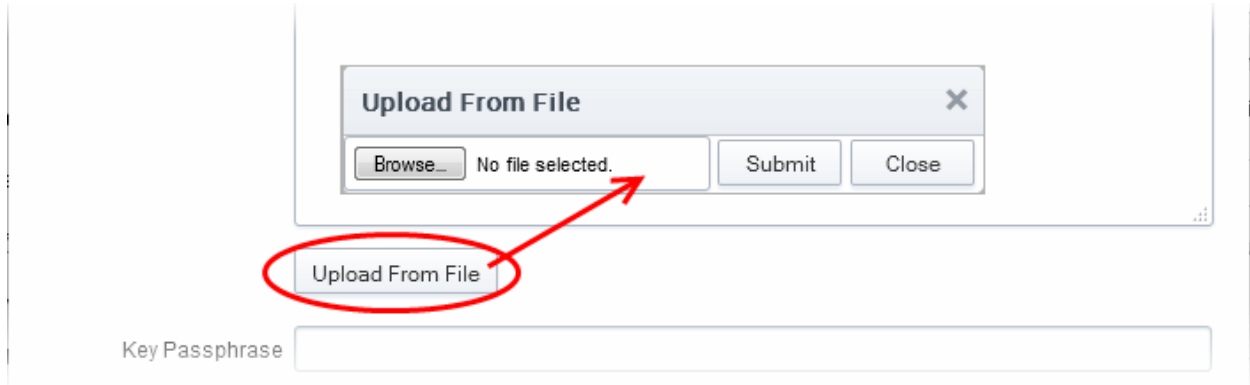 Upload From File
Browse... No file selected. Submit Close
Upload From File
Key Passphrase